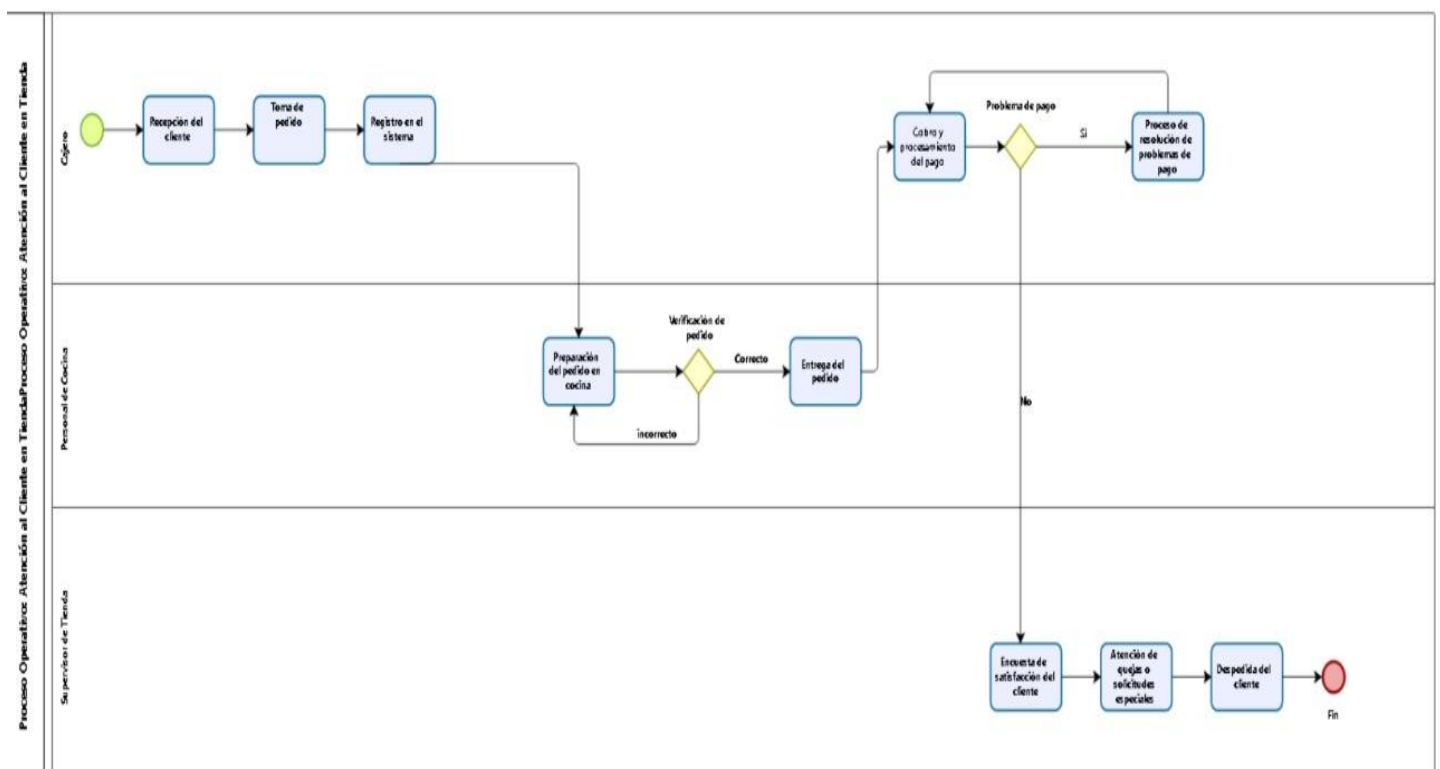 Proceso Operativo: Atención al Cliente en TiendaProceso Operativo: Atención al Cliente en Tienda
Cajero
Recepción del
cliente
Toma de
pedido
Registro en el
sistema
Cobro y
procesamiento
del pago
Problema de pago
Si
Proceso de
resolución de
problemas de
pago
Personal de Cocina
Preparación
del pedido en
cocina
Verificación de
pedido
Correcto
incorrecto
Entrega del
pedido
No
Supervisor de Tienda
Encuesta de
satisfacción del
cliente
Atención de
quejas o
solicitudes
especiales
Despedida del
cliente
Fin